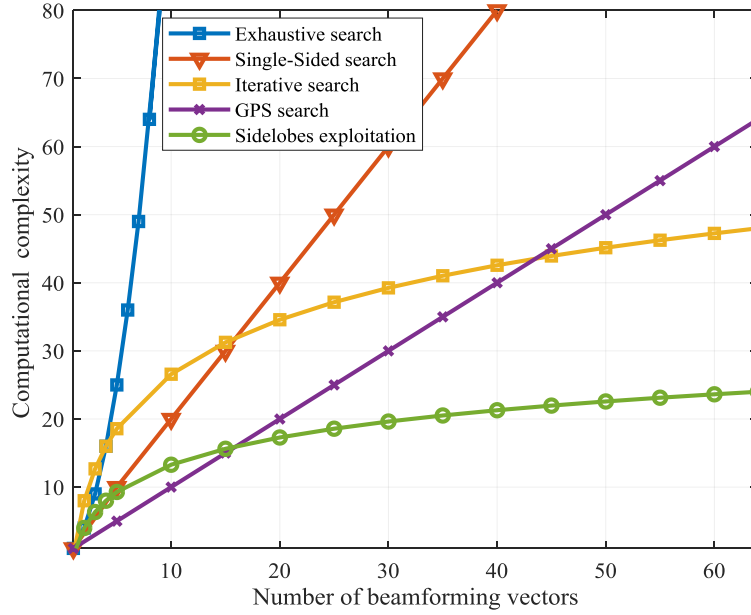 80
70
60
50
40
30
20
10
Computational complexity
Exhaustive search
Single-Sided search
Iterative search
GPS search
Sidelobes exploitation
10 20 30 40 50 60
Number of beamforming vectors